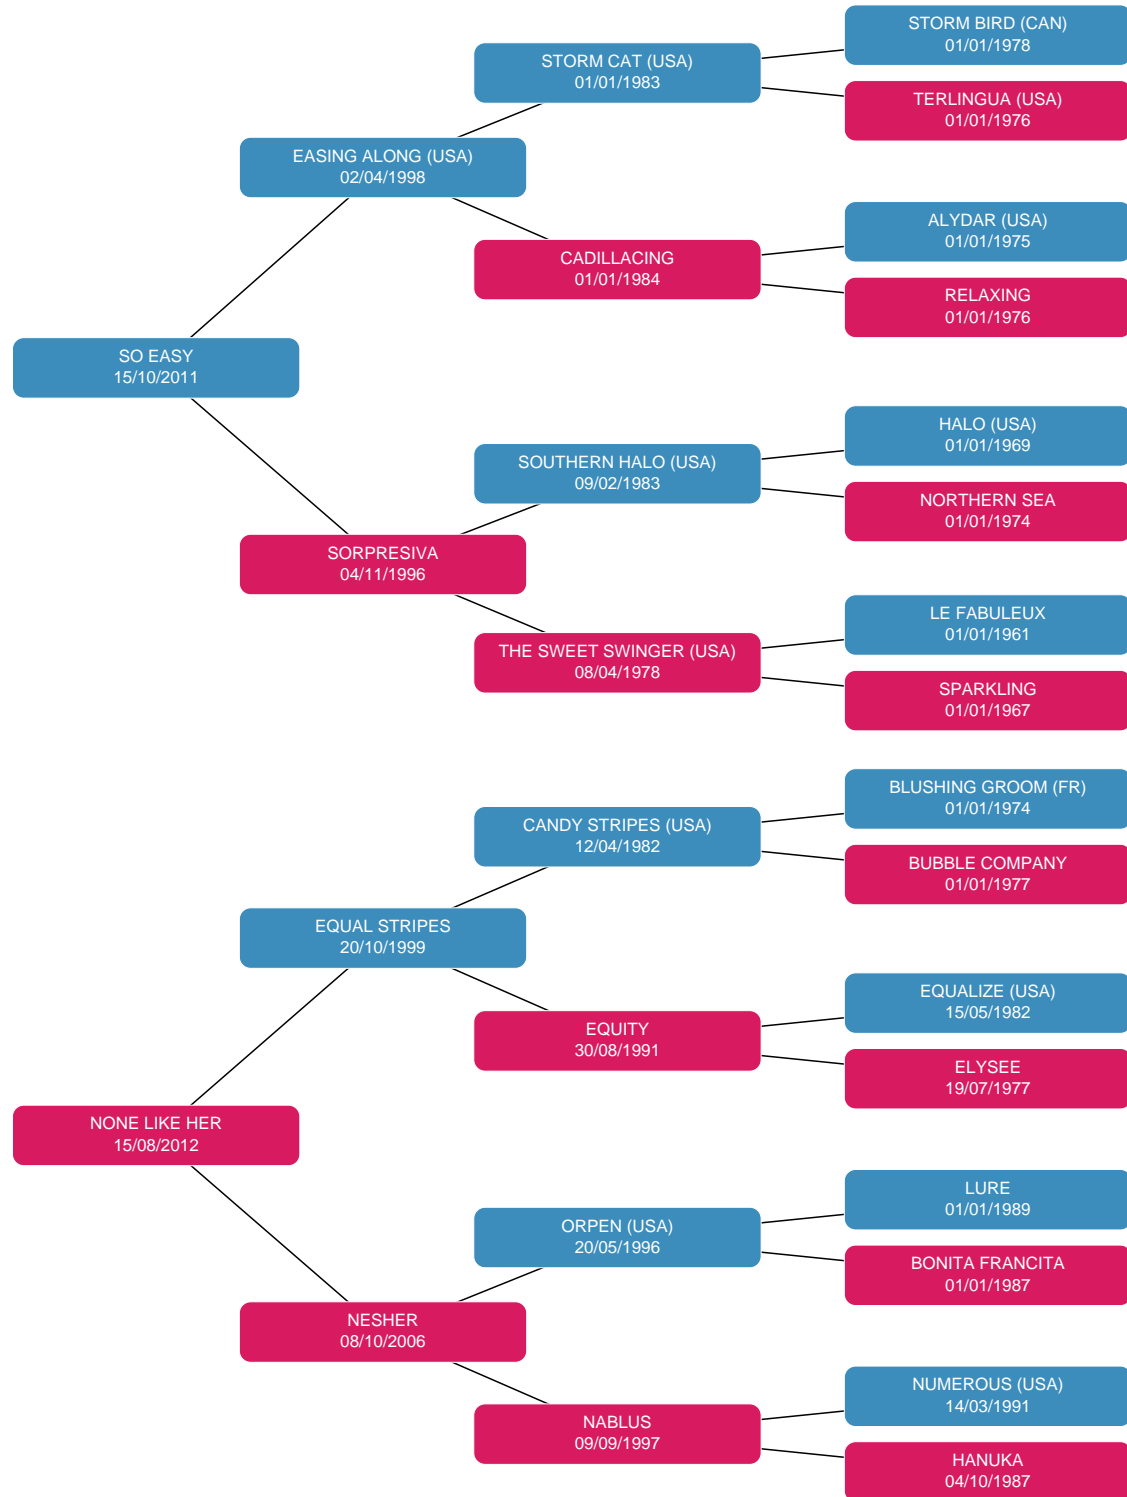 STORM BIRD (CAN)
01/01/1978
STORM CAT (USA)
01/01/1983
TERLINGUA (USA)
01/01/1976
EASING ALONG (USA)
02/04/1998
ALYDAR (USA)
01/01/1975
CADILLACING
01/01/1984
RELAXING
01/01/1976
SO EASY
15/10/2011
HALO (USA)
01/01/1969
SOUTHERN HALO (USA)
09/02/1983
NORTHERN SEA
01/01/1974
SORPRESIVA
04/11/1996
LE FABULEUX
01/01/1961
THE SWEET SWINGER (USA)
08/04/1978
SPARKLING
01/01/1967
BLUSHING GROOM (FR)
01/01/1974
CANDY STRIPES (USA)
12/04/1982
BUBBLE COMPANY
01/01/1977
EQUAL STRIPES
20/10/1999
EQUALIZE (USA)
15/05/1982
EQUITY
30/08/1991
ELYSEE
19/07/1977
NONE LIKE HER
15/08/2012
LURE
01/01/1989
ORPEN (USA)
20/05/1996
BONITA FRANCITA
01/01/1987
NESHER
08/10/2006
NUMEROUS (USA)
14/03/1991
NABLUS
09/09/1997
HANUKA
04/10/1987